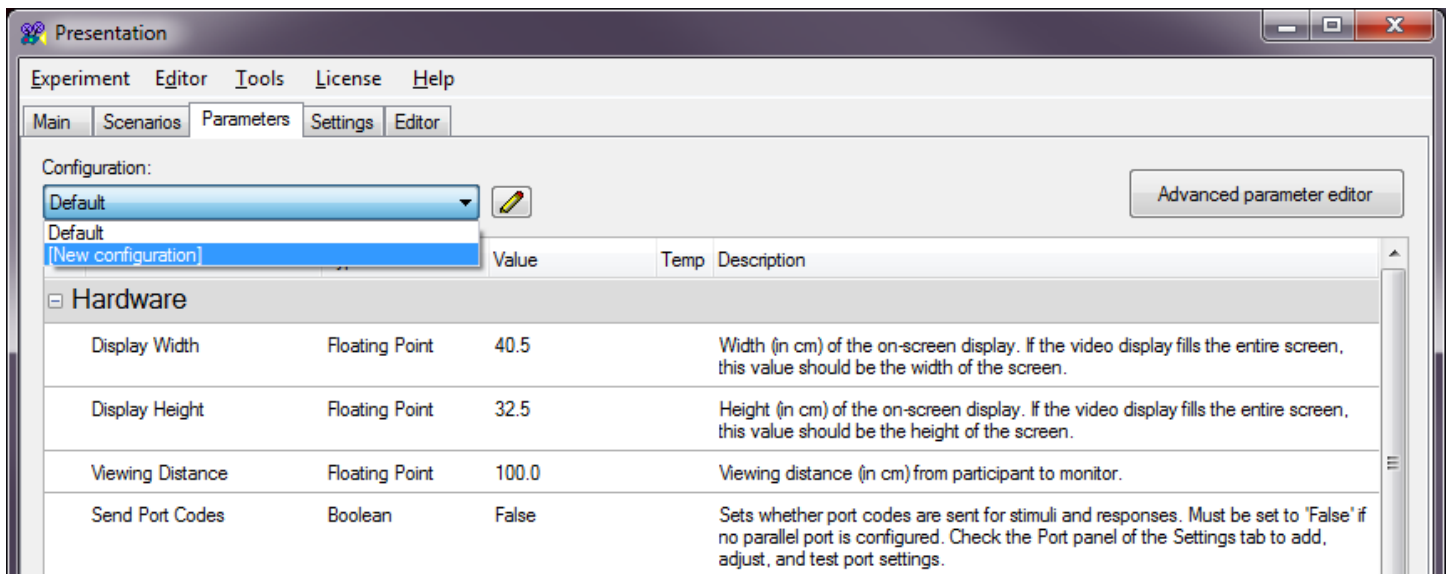 Presentation
Experiment Editor Tools License Help
Main Scenarios Parameters Settings Editor
Configuration:
Default
Advanced parameter editor
Default
[New configuration]
Value Temp Description
Hardware
Display Width Floating Point 40.5 Width (in cm) of the on-screen display. If the video display fills the entire screen,
this value should be the width of the screen.
Display Height Floating Point 32.5 Height (in cm) of the on-screen display. If the video display fills the entire screen,
this value should be the height of the screen.
Viewing Distance Floating Point 100.0 Viewing distance (in cm) from participant to monitor.
Send Port Codes Boolean False Sets whether port codes are sent for stimuli and responses. Must be set to 'False' if
no parallel port is configured. Check the Port panel of the Settings tab to add,
adjust, and test port settings.